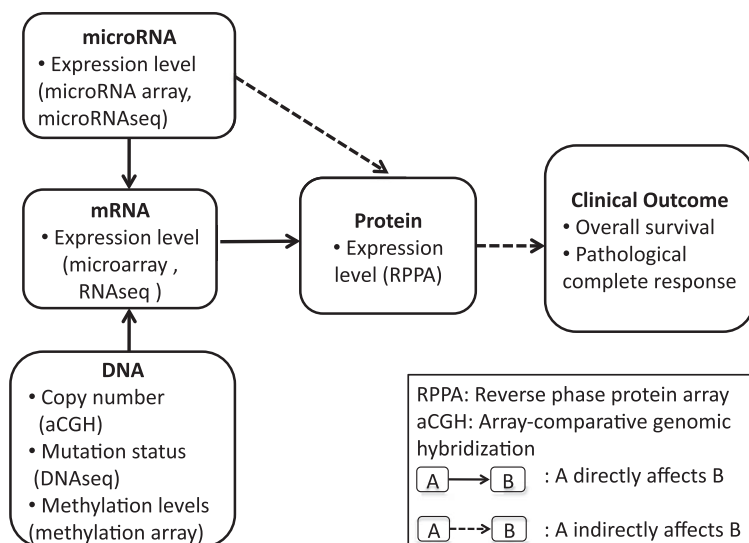 microRNA
• Expression level
(microRNA array,
microRNAseq)
mRNA
• Expression level
(microarray ,
RNAseq )
DNA
• Copy number
(aCGH)
• Mutation status
(DNAseq)
• Methylation levels
(methylation array)
Protein
• Expression
level (RPPA)
Clinical Outcome
• Overall survival
• Pathological
complete response
RPPA: Reverse phase protein array
aCGH: Array-comparative genomic
hybridization
A B : A directly affects B
A B : A indirectly affects B